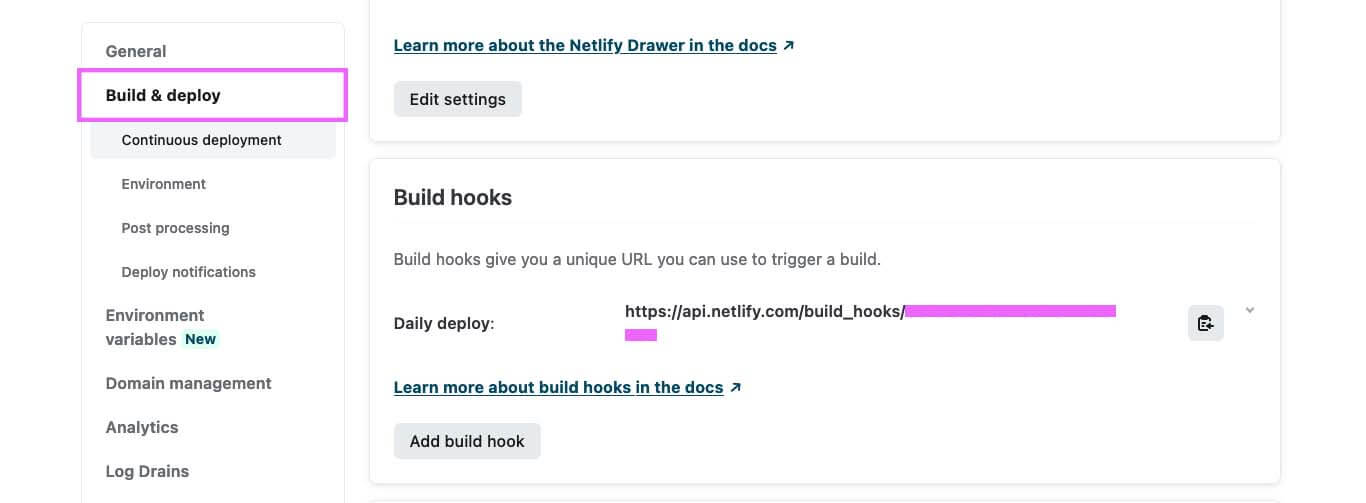 General
Build & deploy
Continuous deployment
Environment
Post processing
Deploy notifications
Environment
variables New
Domain management
Analytics
Log Drains
Learn more about the Netlify Drawer in the docs ↗
Edit settings
Build hooks
Build hooks give you a unique URL you can use to trigger a build.
Daily deploy:
https://api.netlify.com/build_hooks/
Learn more about build hooks in the docs ↗
Add build hook